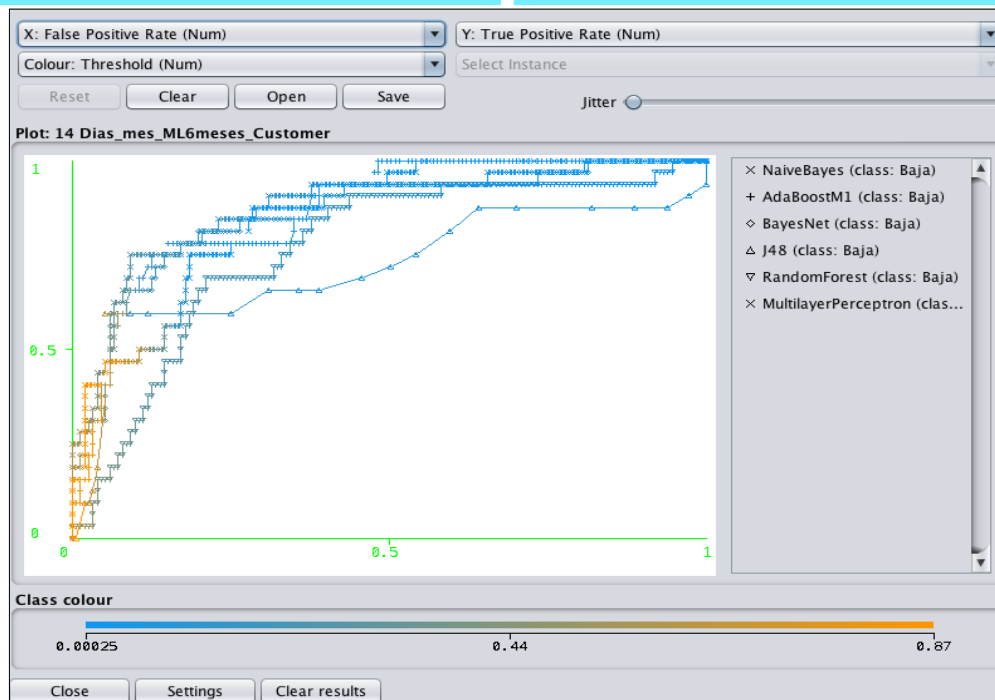 X: False Positive Rate (Num)
Y: True Positive Rate (Num)
Colour: Threshold (Num)
Select Instance
Reset
Clear
Open
Save
Jitter
Plot: 14 Dias_mes_ML6meses_Customer
1
0.5
0
0
0.5
1
NaiveBayes (class: Baja)
AdaBoostM1 (class: Baja)
BayesNet (class: Baja)
J48 (class: Baja)
RandomForest (class: Baja)
MultilayerPerceptron (clas...
Class colour
0.00025
0.44
0.87
Close
Settings
Clear results